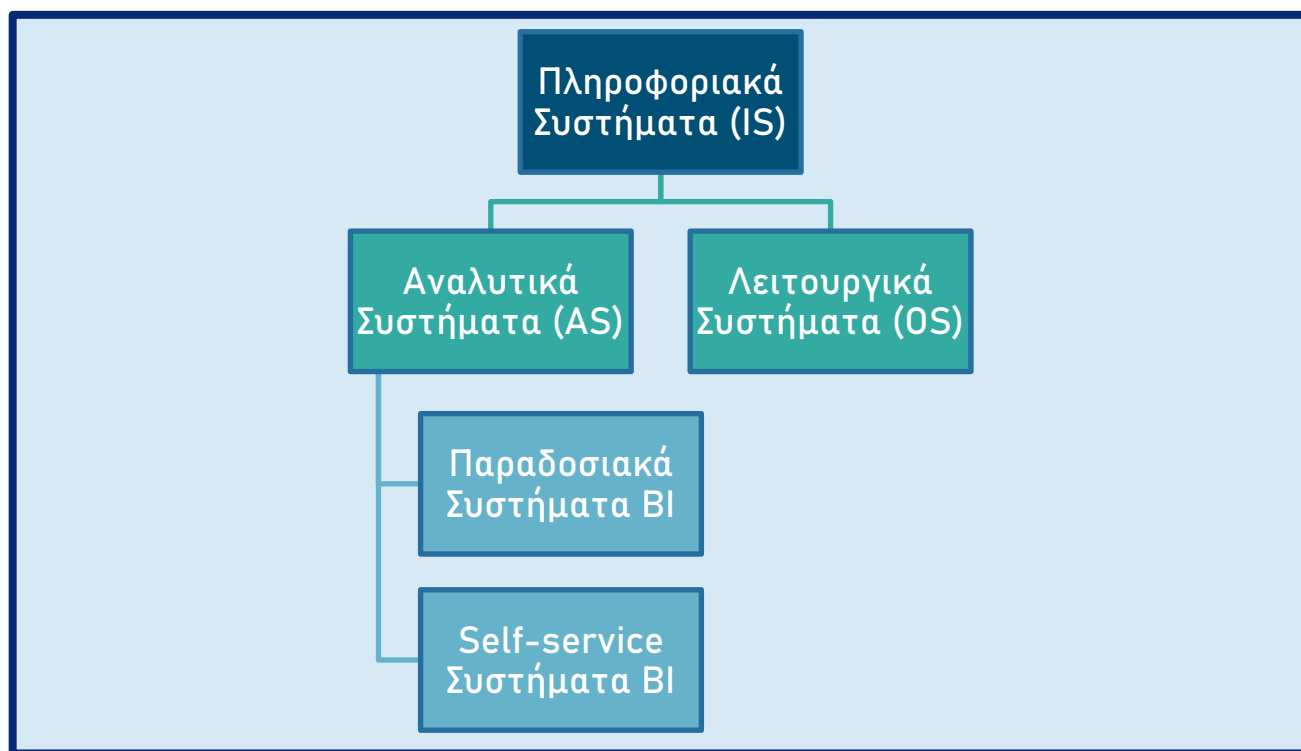 Πληροφοριακά
Συστήματα (IS)
Αναλυτικά
Συστήματα (AS)
Λειτουργικά
Συστήματα (OS)
Παραδοσιακά
Συστήματα BI
Self-service
Συστήματα BI